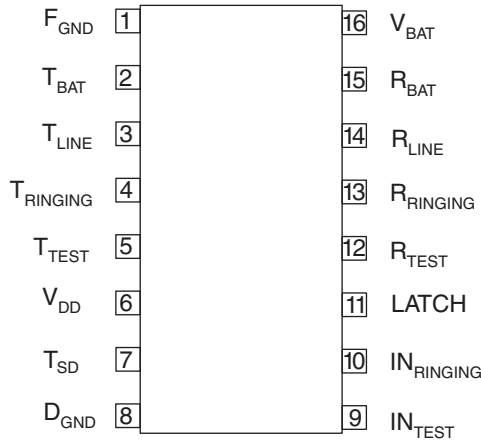 F_GND 1 16 V_BAT
T_BAT 2 15 R_BAT
T_LINE 3 14 R_LINE
T_RINGING 4 13 R_RINGING
T_TEST 5 12 R_TEST
V_DD 6 11 LATCH
T_SD 7 10 IN_RINGING
D_GND 8 9 IN_TEST